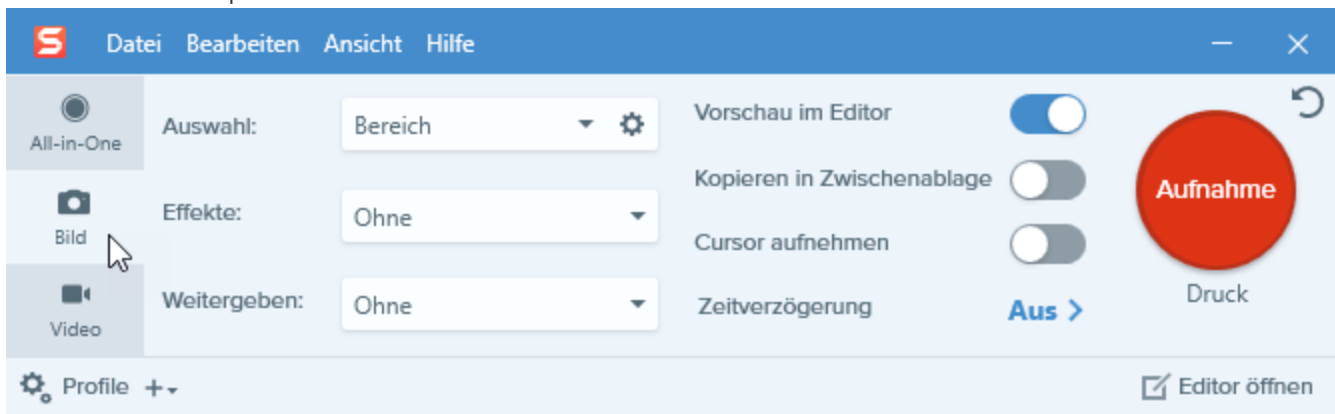 Datei Bearbeiten Ansicht Hilfe
All-in-One
Bild
Video
Auswahl: Bereich
Effekte: Ohne
Weitergeben: Ohne
Vorschau im Editor
Kopieren in Zwischenablage
Cursor aufnehmen
Zeitverzögerung Aus >
Aufnahme
Druck
Profile
Editor öffnen